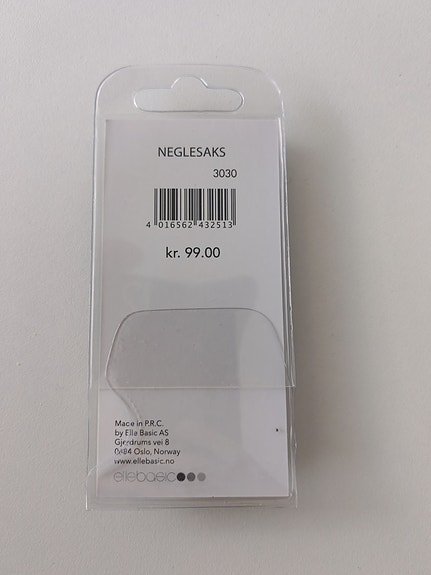 NEGLESAKS
3030
4 016562 432513
kr. 99.00
Made in P.R.C.
by Elle Basic AS
Gjerdrums vei 8
0484 Oslo, Norway
www.ellebasic.no
ellebasic